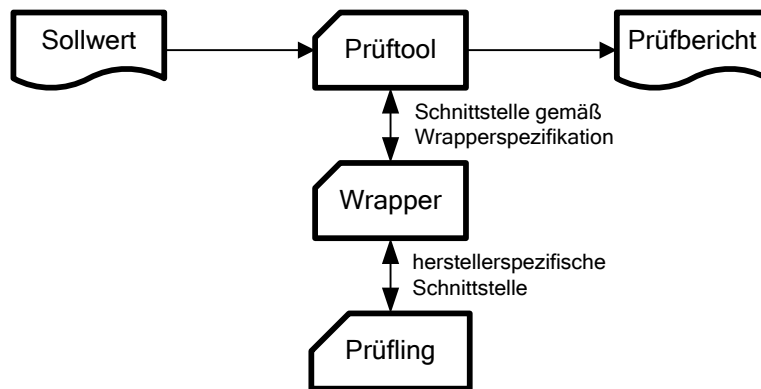 Sollwert
Prüftool
Prüfbericht
Schnittstelle gemäß
Wrapperspezifikation
Wrapper
herstellerspezifische
Schnittstelle
Prüfling